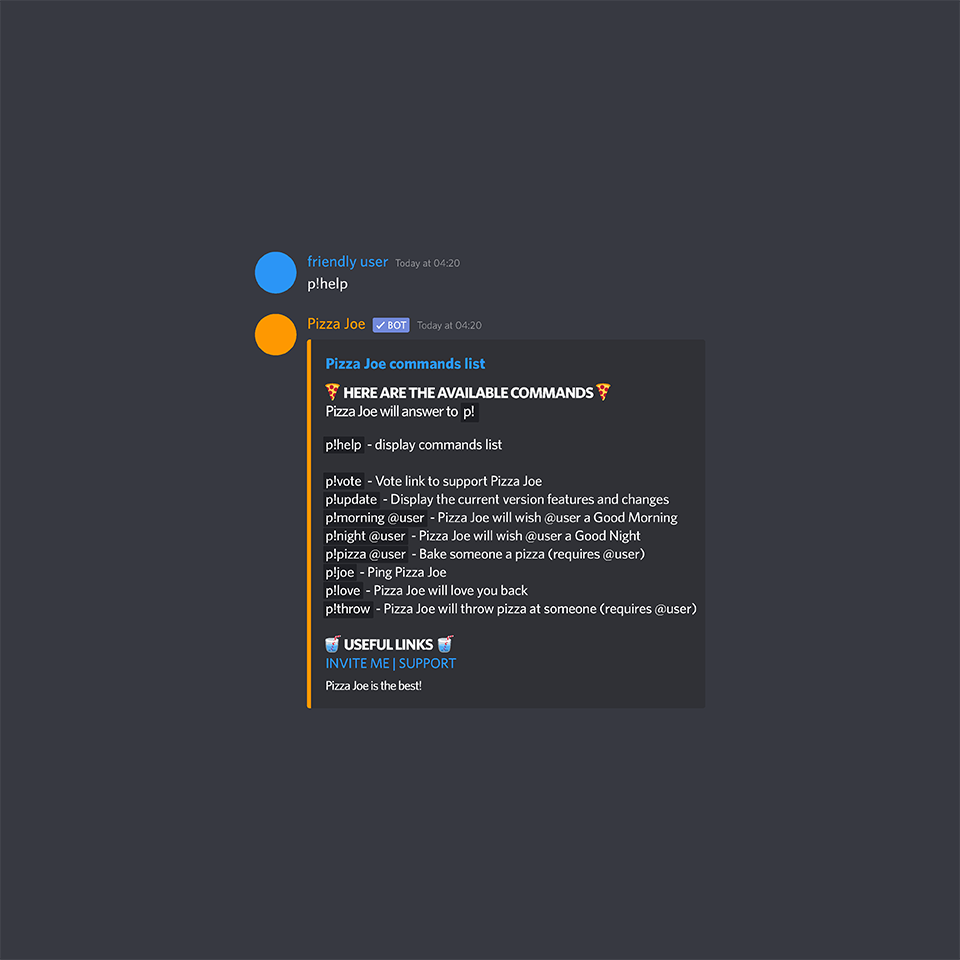 friendly user Today at 04:20
p!help
Pizza Joe BOT Today at 04:20
Pizza Joe commands list
🍕 HERE ARE THE AVAILABLE COMMANDS 🍕
Pizza Joe will answer to p!
p!help - display commands list
p!vote - Vote link to support Pizza Joe
p!update - Display the current version features and changes
p!morning @user - Pizza Joe will wish @user a Good Morning
p!night @user - Pizza Joe will wish @user a Good Night
p!pizza @user - Bake someone a pizza (requires @user)
p!joe - Ping Pizza Joe
p!love - Pizza Joe will love you back
p!throw - Pizza Joe will throw pizza at someone (requires @user)
🥤 USEFUL LINKS 🥤
INVITE ME | SUPPORT
Pizza Joe is the best!